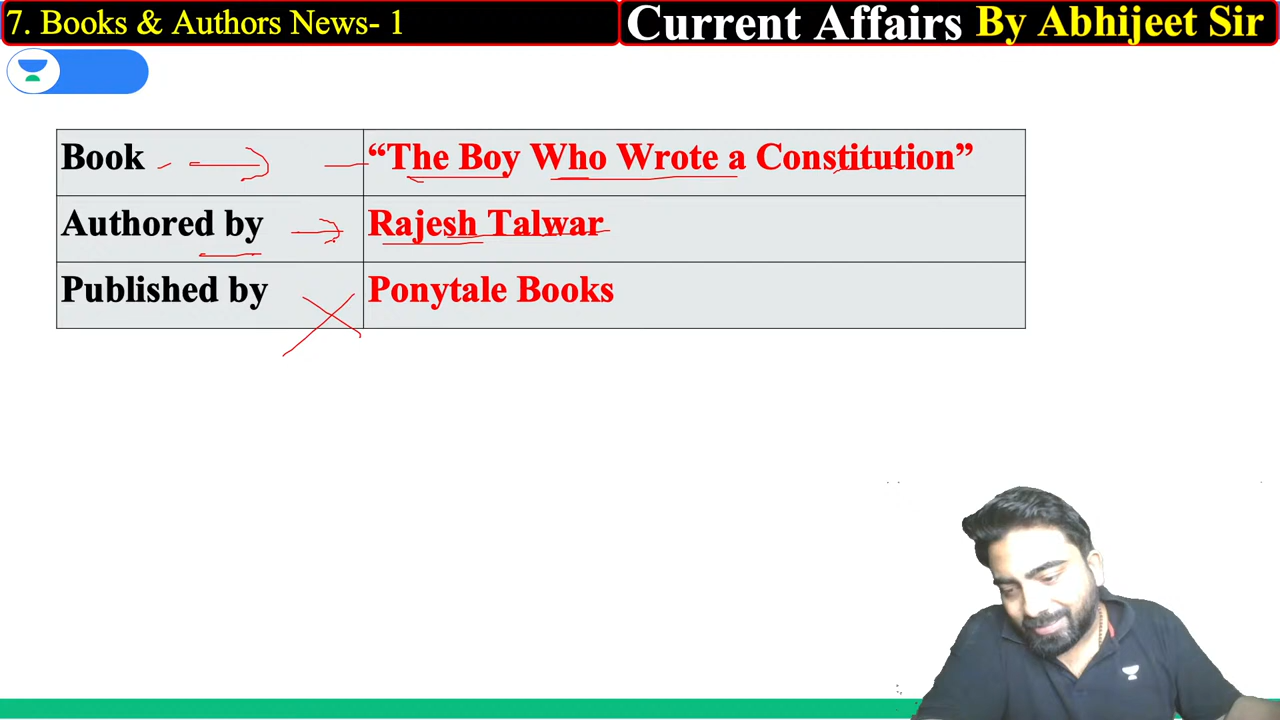 7. Books & Authors News- 1
Current Affairs By Abhijeet Sir
Book “The Boy Who Wrote a Constitution”
Authored by Rajesh Talwar
Published by Ponytale Books